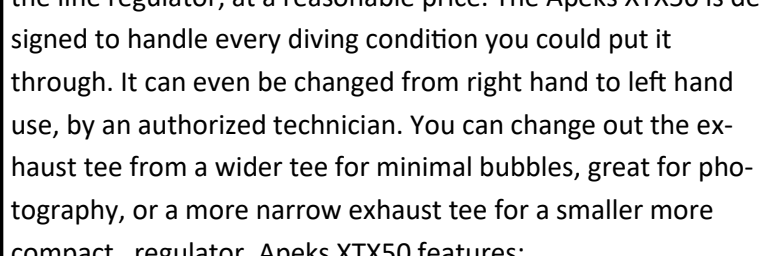 the line regulator, at a reasonable price. The Apeks XTX50 is de-
signed to handle every diving condition you could put it
through. It can even be changed from right hand to left hand
use, by an authorized technician. You can change out the ex-
haust tee from a wider tee for minimal bubbles, great for pho-
tography, or a more narrow exhaust tee for a smaller more
compact   regulator. Apeks XTX50 features: